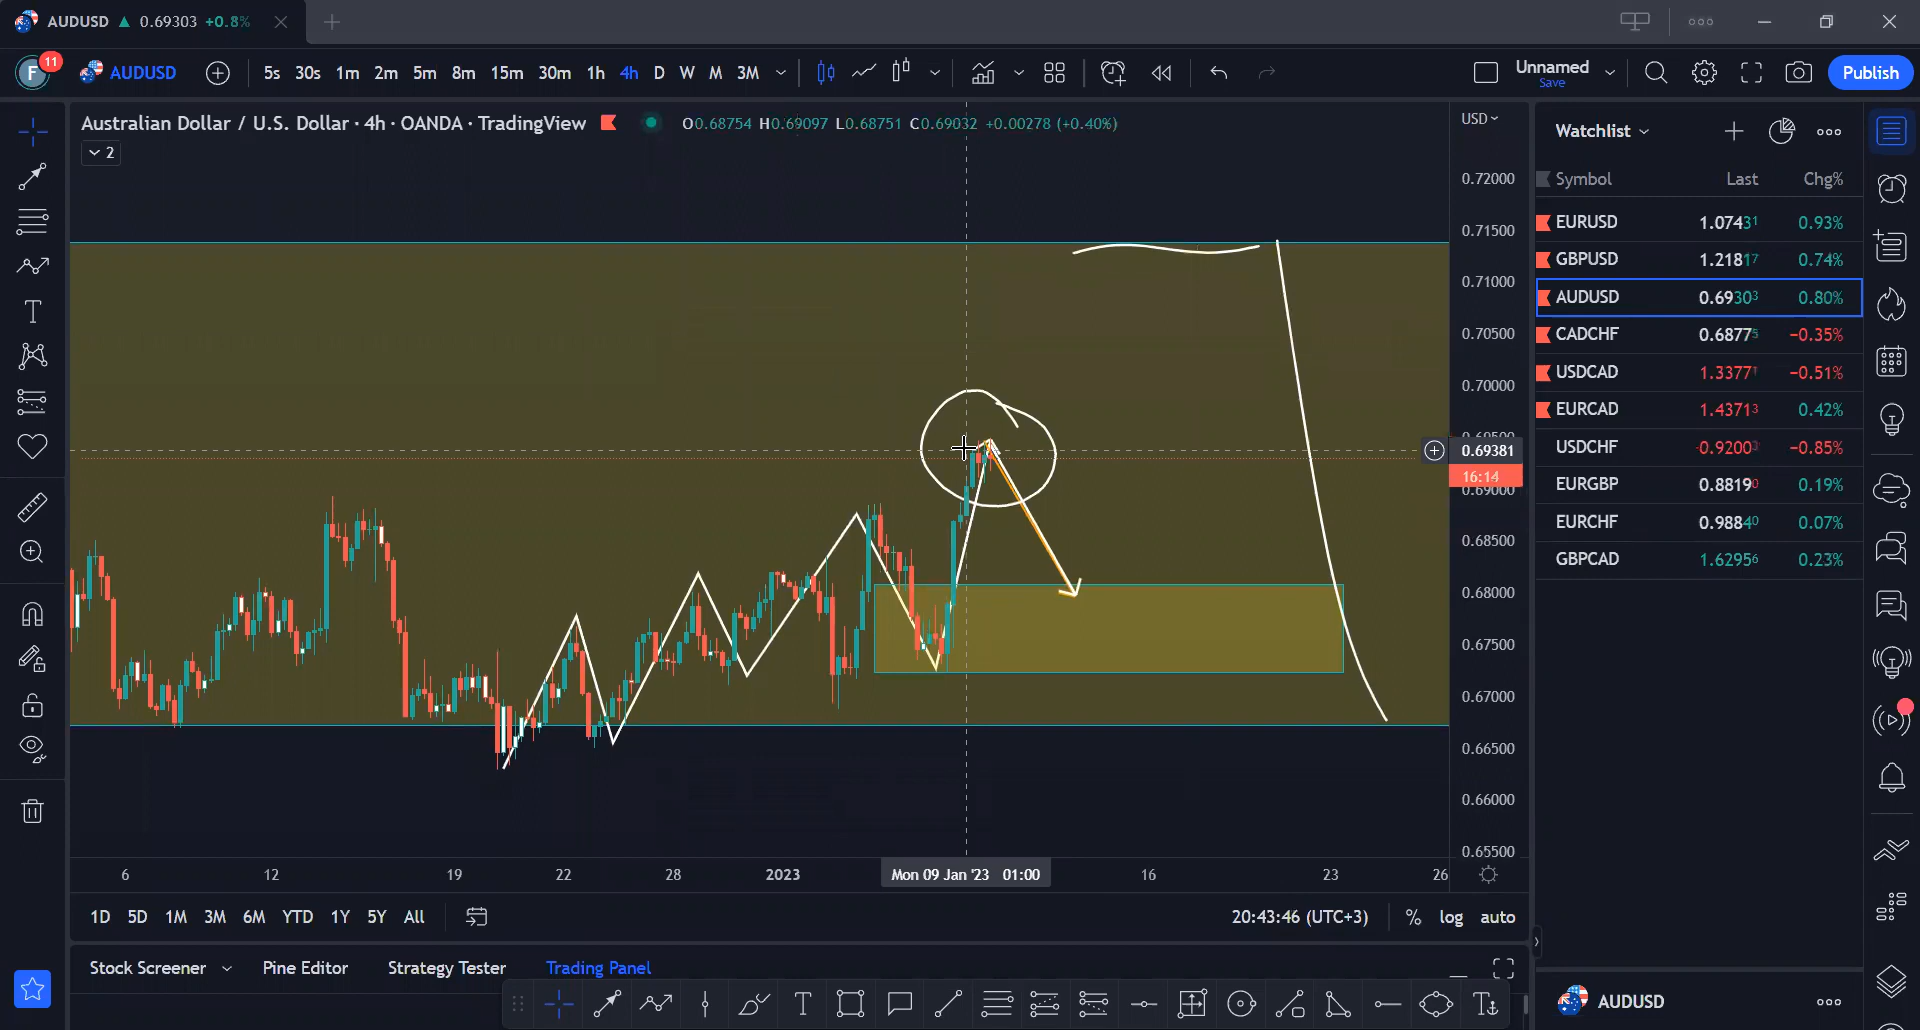 AUDUSD ▲ 0.69303 +0.8%
F 11 AUDUSD 5s 30s 1m 2m 5m 8m 15m 30m 1h 4h D W M 3M Unnamed Save Publish
Australian Dollar / U.S. Dollar · 4h · OANDA · TradingView O0.68754 H0.69097 L0.68751 C0.69032 +0.00278 (+0.40%) USD
2
0.72000
0.71500
0.71000
0.70500
0.70000
0.69381
16:14
0.69000
0.68500
0.68000
0.67500
0.67000
0.66500
0.66000
0.65500
6 12 19 22 28 2023 Mon 09 Jan '23 01:00 16 23 26
1D 5D 1M 3M 6M YTD 1Y 5Y All 20:43:46 (UTC+3) % log auto
Stock Screener Pine Editor Strategy Tester Trading Panel
Watchlist
Symbol Last Chg%
EURUSD 1.07431 0.93%
GBPUSD 1.21817 0.74%
AUDUSD 0.69303 0.80%
CADCHF 0.68775 −0.35%
USDCAD 1.33771 −0.51%
EURCAD 1.43713 0.42%
USDCHF 0.92003 −0.85%
EURGBP 0.88190 0.19%
EURCHF 0.98840 0.07%
GBPCAD 1.62956 0.23%
AUDUSD